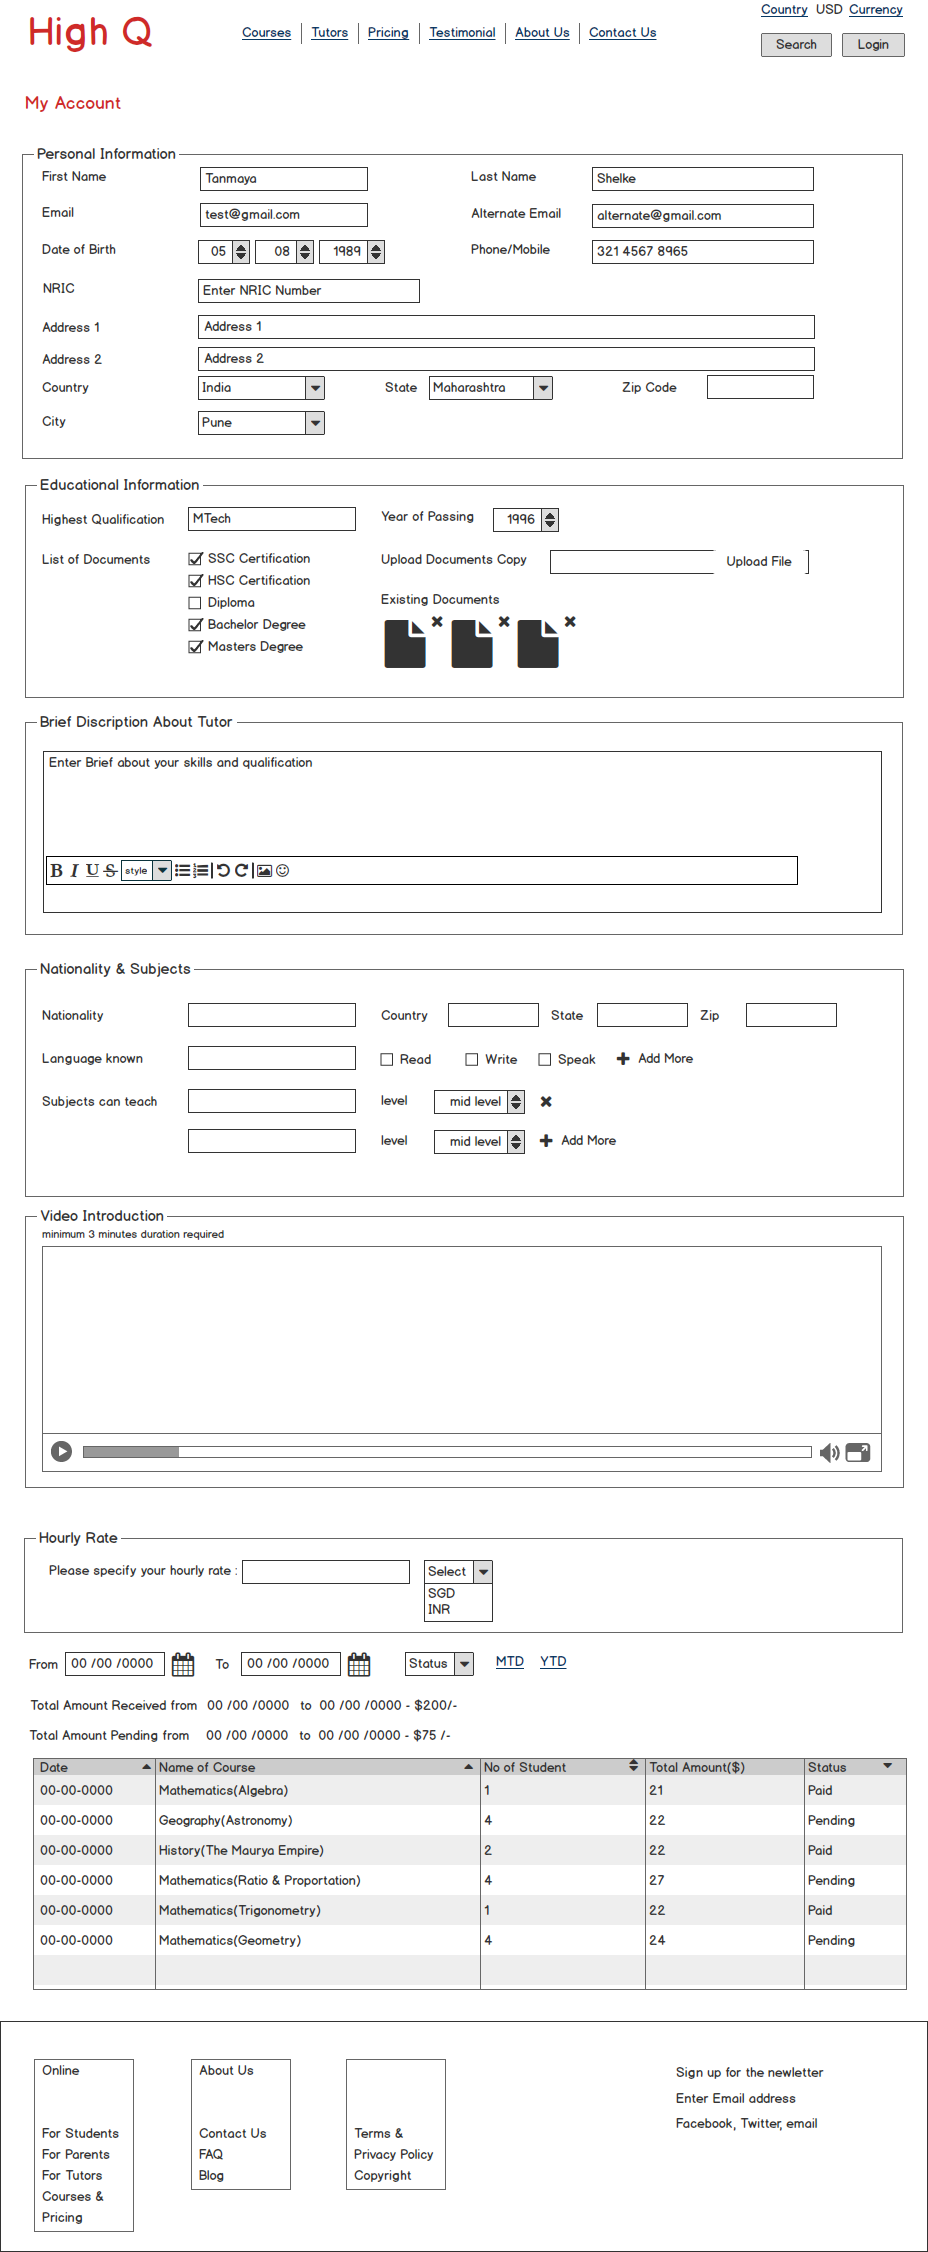 High Q
Courses Tutors Pricing Testimonial About Us Contact Us
Country USD Currency
Search Login
My Account
Personal Information
First Name Tanmaya Last Name Shelke
Email test@gmail.com Alternate Email alternate@gmail.com
Date of Birth 05 08 1989 Phone/Mobile 321 4567 8965
NRIC Enter NRIC Number
Address 1 Address 1
Address 2 Address 2
Country India State Maharashtra Zip Code
City Pune
Educational Information
Highest Qualification MTech Year of Passing 1996
List of Documents SSC Certification Upload Documents Copy Upload File
HSC Certification
Diploma Existing Documents
Bachelor Degree
Masters Degree
Brief Discription About Tutor
Enter Brief about your skills and qualification
B I U S style
Nationality & Subjects
Nationality Country State Zip
Language known Read Write Speak Add More
Subjects can teach level mid level
level mid level Add More
Video Introduction
minimum 3 minutes duration required
Hourly Rate
Please specify your hourly rate : Select
SGD
INR
From 00 /00 /0000 To 00 /00 /0000 Status MTD YTD
Total Amount Received from 00 /00 /0000 to 00 /00 /0000 - $200/-
Total Amount Pending from 00 /00 /0000 to 00 /00 /0000 - $75 /-
Date Name of Course No of Student Total Amount($) Status
00-00-0000 Mathematics(Algebra) 1 21 Paid
00-00-0000 Geography(Astronomy) 4 22 Pending
00-00-0000 History(The Maurya Empire) 2 22 Paid
00-00-0000 Mathematics(Ratio & Proportation) 4 27 Pending
00-00-0000 Mathematics(Trigonometry) 1 22 Paid
00-00-0000 Mathematics(Geometry) 4 24 Pending
Online
For Students
For Parents
For Tutors
Courses &
Pricing
About Us
Contact Us
FAQ
Blog
Terms &
Privacy Policy
Copyright
Sign up for the newletter
Enter Email address
Facebook, Twitter, email